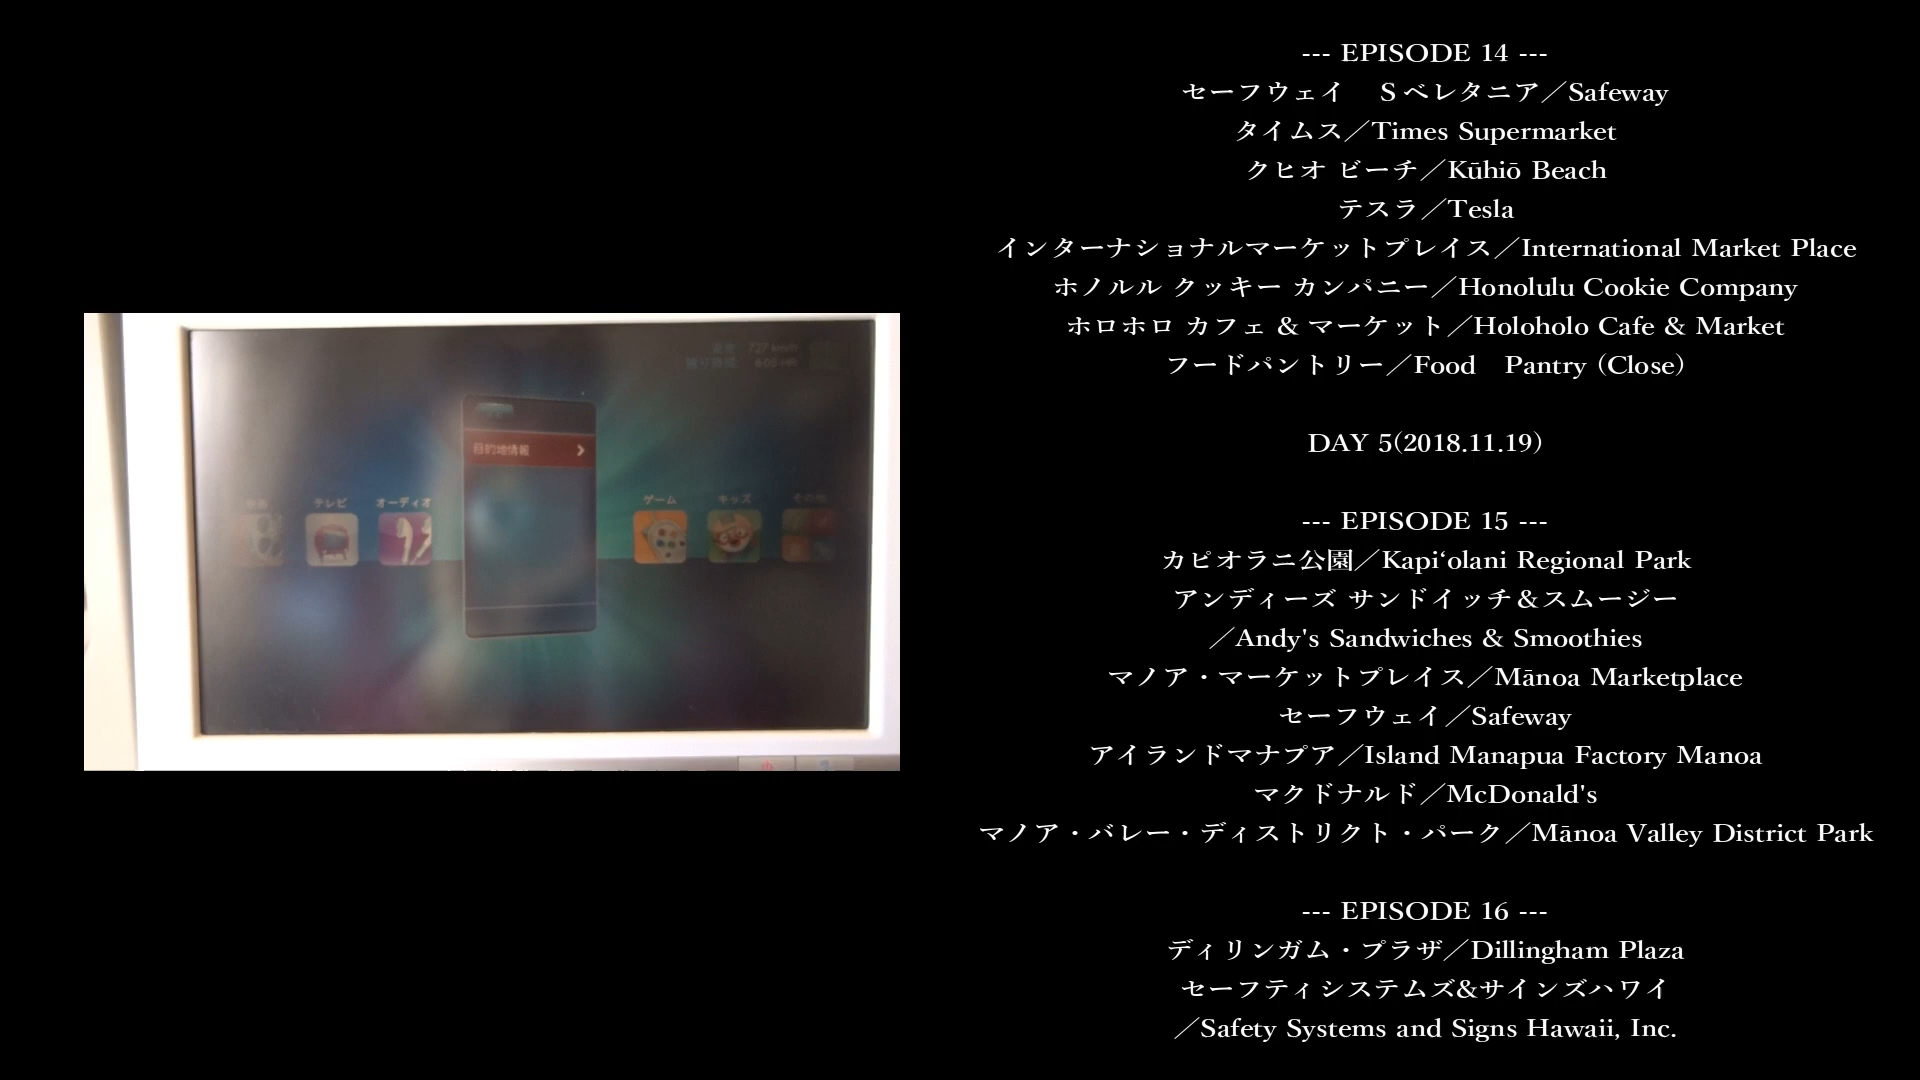 速度 727 km/h
目的地情報
テレビ
オーディオ
ゲーム
キッズ
その他
--- EPISODE 14 ---
セーフウェイ　Ｓベレタニア／Safeway
タイムス／Times Supermarket
クヒオ ビーチ／Kūhiō Beach
テスラ／Tesla
インターナショナルマーケットプレイス／International Market Place
ホノルル クッキー カンパニー／Honolulu Cookie Company
ホロホロ カフェ & マーケット／Holoholo Cafe & Market
フードパントリー／Food　Pantry (Close)
DAY 5(2018.11.19)
--- EPISODE 15 ---
カピオラニ公園／Kapi‘olani Regional Park
アンディーズ サンドイッチ＆スムージー
／Andy's Sandwiches & Smoothies
マノア・マーケットプレイス／Mānoa Marketplace
セーフウェイ／Safeway
アイランドマナプア／Island Manapua Factory Manoa
マクドナルド／McDonald's
マノア・バレー・ディストリクト・パーク／Mānoa Valley District Park
--- EPISODE 16 ---
ディリンガム・プラザ／Dillingham Plaza
セーフティシステムズ&サインズハワイ
／Safety Systems and Signs Hawaii, Inc.